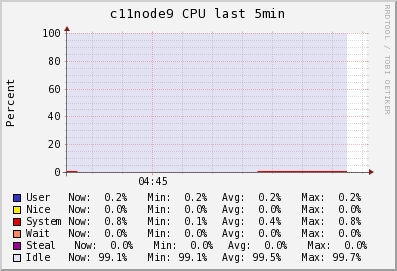 c11node9 CPU last 5min
RRDTOOL / TOBI OETIKER
Percent
100
80
60
40
20
0
04:45
User Now: 0.2% Min: 0.2% Avg: 0.2% Max: 0.2%
Nice Now: 0.0% Min: 0.0% Avg: 0.0% Max: 0.0%
System Now: 0.8% Min: 0.1% Avg: 0.4% Max: 0.8%
Wait Now: 0.0% Min: 0.0% Avg: 0.0% Max: 0.0%
Steal Now: 0.0% Min: 0.0% Avg: 0.0% Max: 0.0%
Idle Now: 99.1% Min: 99.1% Avg: 99.5% Max: 99.7%